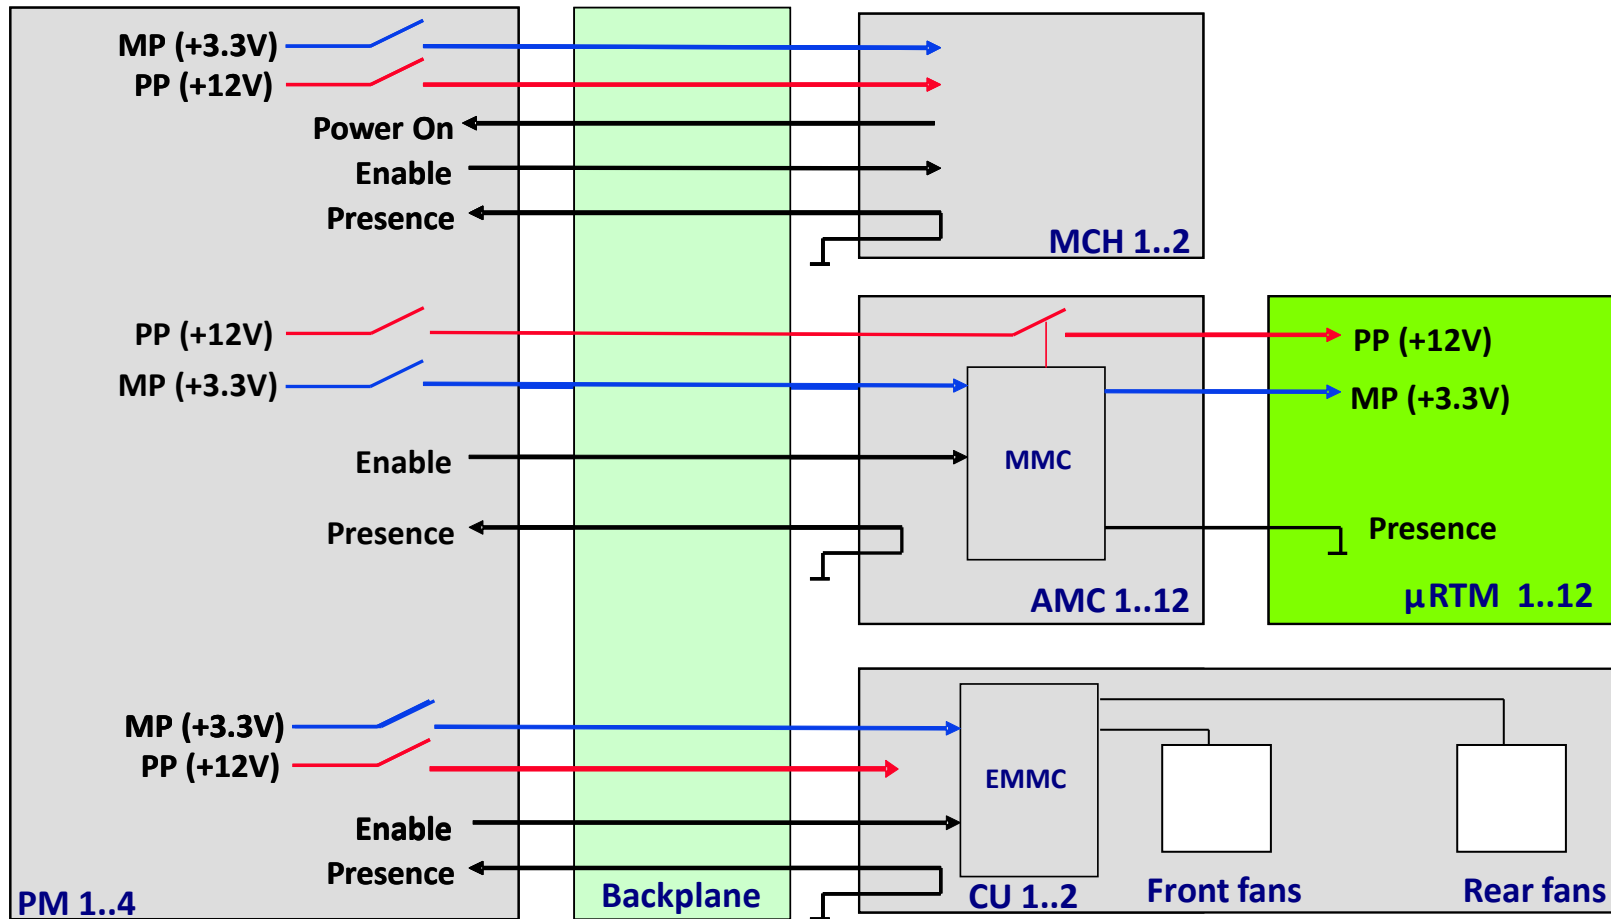 MP (+3.3V)
PP (+12V)
Power On
Enable
Presence
MCH 1..2
PP (+12V)
MP (+3.3V)
Enable
Presence
MMC
AMC 1..12
PP (+12V)
MP (+3.3V)
Presence
µRTM 1..12
MP (+3.3V)
PP (+12V)
Enable
Presence
EMMC
CU 1..2
Front fans
Rear fans
PM 1..4
Backplane